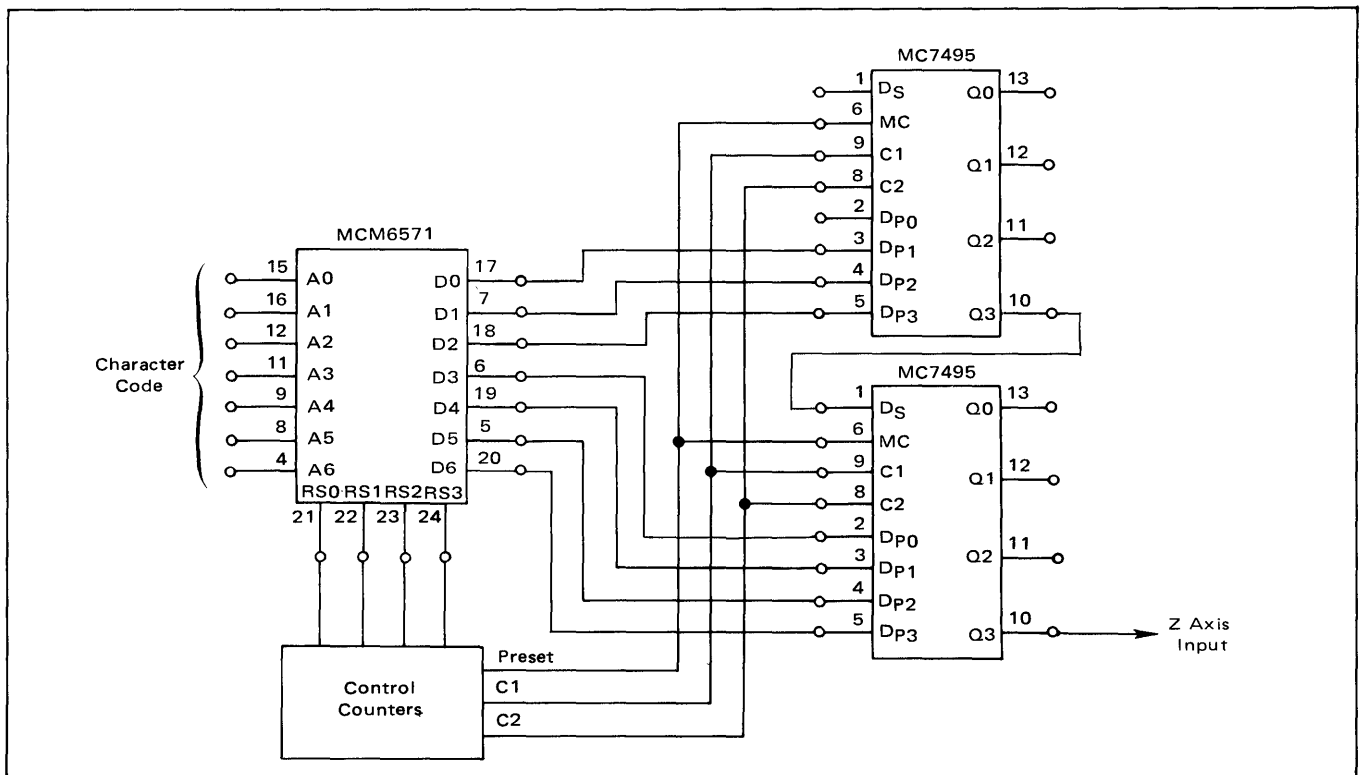 MC7495
1 DS Q0 13
6 MC
9 C1 Q1 12
8 C2
2 DP0 Q2 11
3 DP1
4 DP2
5 DP3 Q3 10
MCM6571
Character
Code
15 A0 D0 17
16 A1 D1 7
12 A2 D2 18
11 A3 D3 6
9 A4 D4 19
8 A5 D5 5
4 A6 D6 20
RS0 RS1 RS2 RS3
21 22 23 24
MC7495
1 DS Q0 13
6 MC
9 C1 Q1 12
8 C2
2 DP0 Q2 11
3 DP1
4 DP2
5 DP3 Q3 10
Z Axis
Input
Control
Counters
Preset
C1
C2